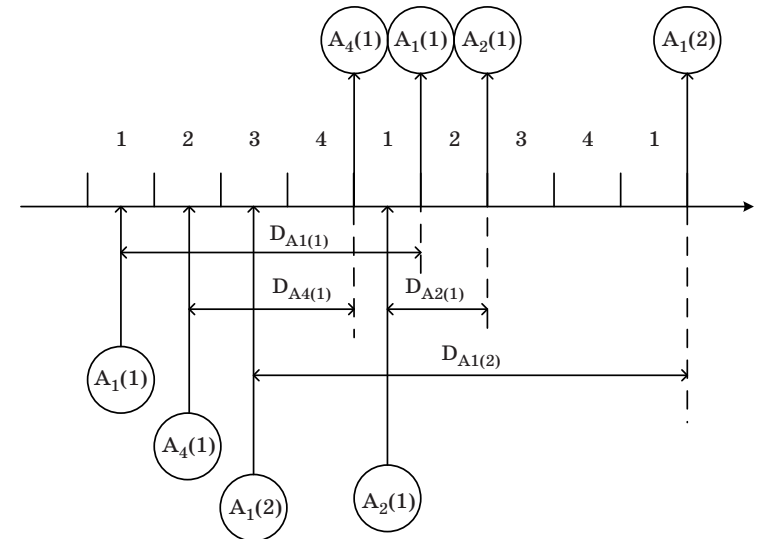 A4(1) A1(1) A2(1) A1(2)
1 2 3 4 1 2 3 4 1
DA1(1)
DA4(1) DA2(1)
DA1(2)
A1(1)
A4(1)
A1(2) A2(1)